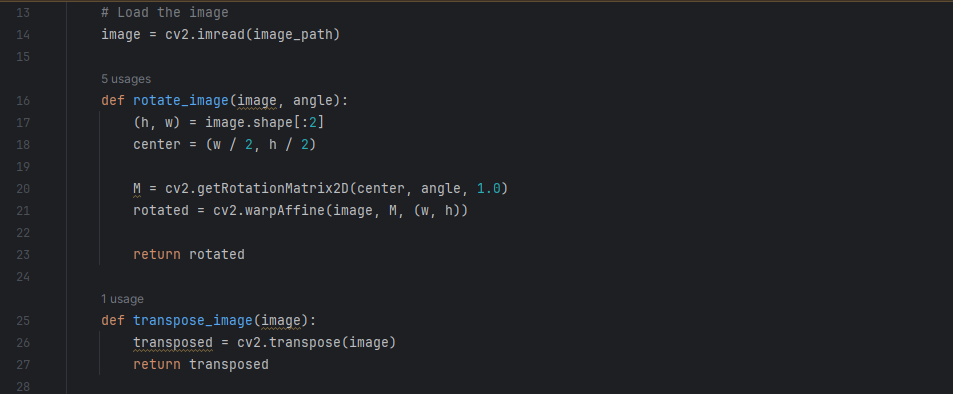 13 # Load the image
14 image = cv2.imread(image_path)
15
5 usages
16 def rotate_image(image, angle):
17 (h, w) = image.shape[:2]
18 center = (w / 2, h / 2)
19
20 M = cv2.getRotationMatrix2D(center, angle, 1.0)
21 rotated = cv2.warpAffine(image, M, (w, h))
22
23 return rotated
24
1 usage
25 def transpose_image(image):
26 transposed = cv2.transpose(image)
27 return transposed
28